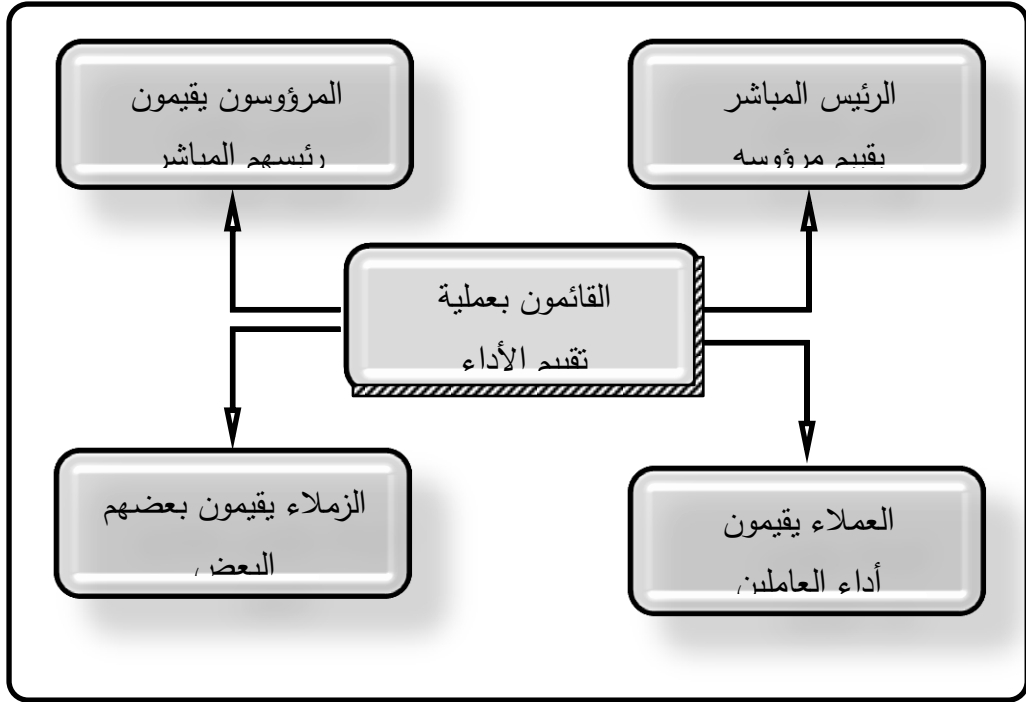 الرئيس المباشر
يقييم مرؤوسه
المرؤوسون يقيمون
رئيسهم المباشر
القائمون بعملية
تقييم الأداء
العملاء يقيمون
أداء العاملين
الزملاء يقيمون بعضهم
البعض